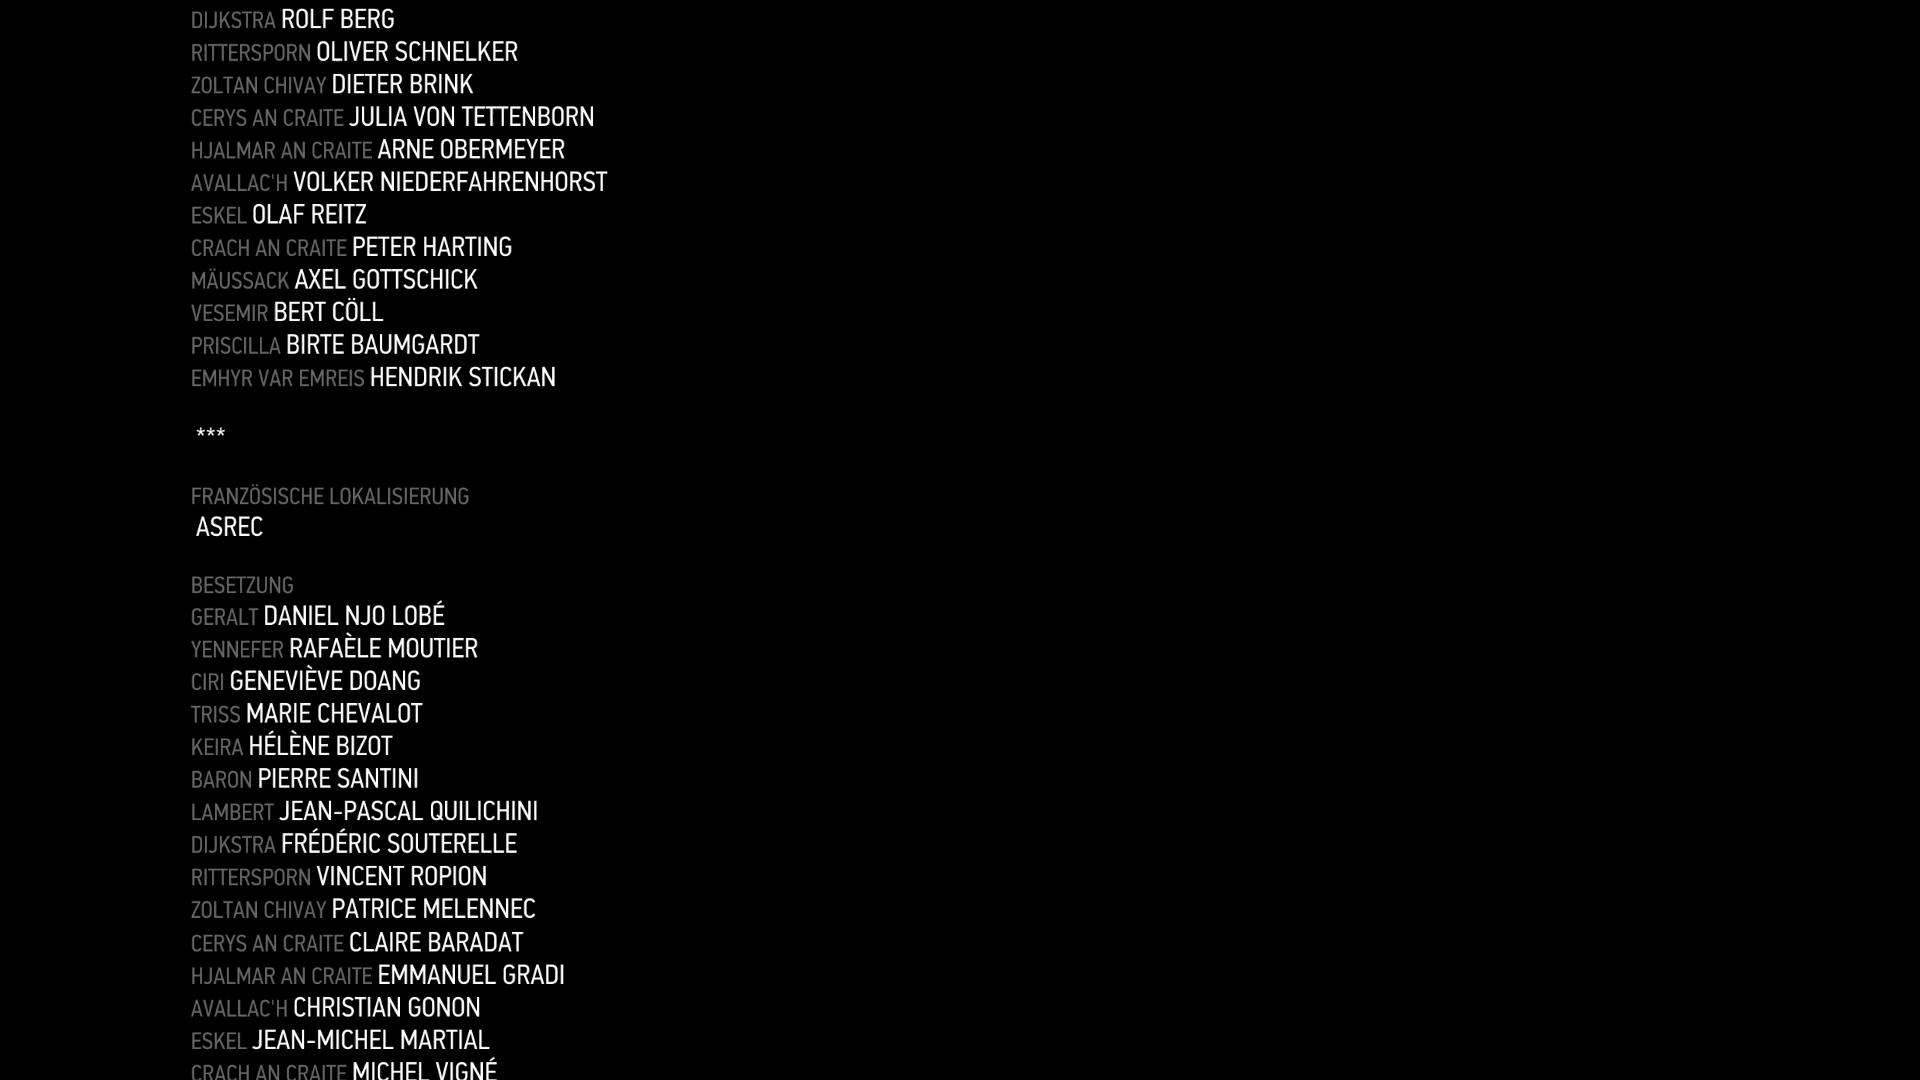 DIJKSTRA ROLF BERG
RITTERSPORN OLIVER SCHNELKER
ZOLTAN CHIVAY DIETER BRINK
CERYS AN CRAITE JULIA VON TETTENBORN
HJALMAR AN CRAITE ARNE OBERMEYER
AVALLAC'H VOLKER NIEDERFAHRENHORST
ESKEL OLAF REITZ
CRACH AN CRAITE PETER HARTING
MÄUSSACK AXEL GOTTSCHICK
VESEMIR BERT CÖLL
PRISCILLA BIRTE BAUMGARDT
EMHYR VAR EMREIS HENDRIK STICKAN
***
FRANZÖSISCHE LOKALISIERUNG
ASREC
BESETZUNG
GERALT DANIEL NJO LOBÉ
YENNEFER RAFAÈLE MOUTIER
CIRI GENEVIÈVE DOANG
TRISS MARIE CHEVALOT
KEIRA HÉLÈNE BIZOT
BARON PIERRE SANTINI
LAMBERT JEAN-PASCAL QUILICHINI
DIJKSTRA FRÉDÉRIC SOUTERELLE
RITTERSPORN VINCENT ROPION
ZOLTAN CHIVAY PATRICE MELENNEC
CERYS AN CRAITE CLAIRE BARADAT
HJALMAR AN CRAITE EMMANUEL GRADI
AVALLAC'H CHRISTIAN GONON
ESKEL JEAN-MICHEL MARTIAL
CRACH AN CRAITE MICHEL VIGNÉ